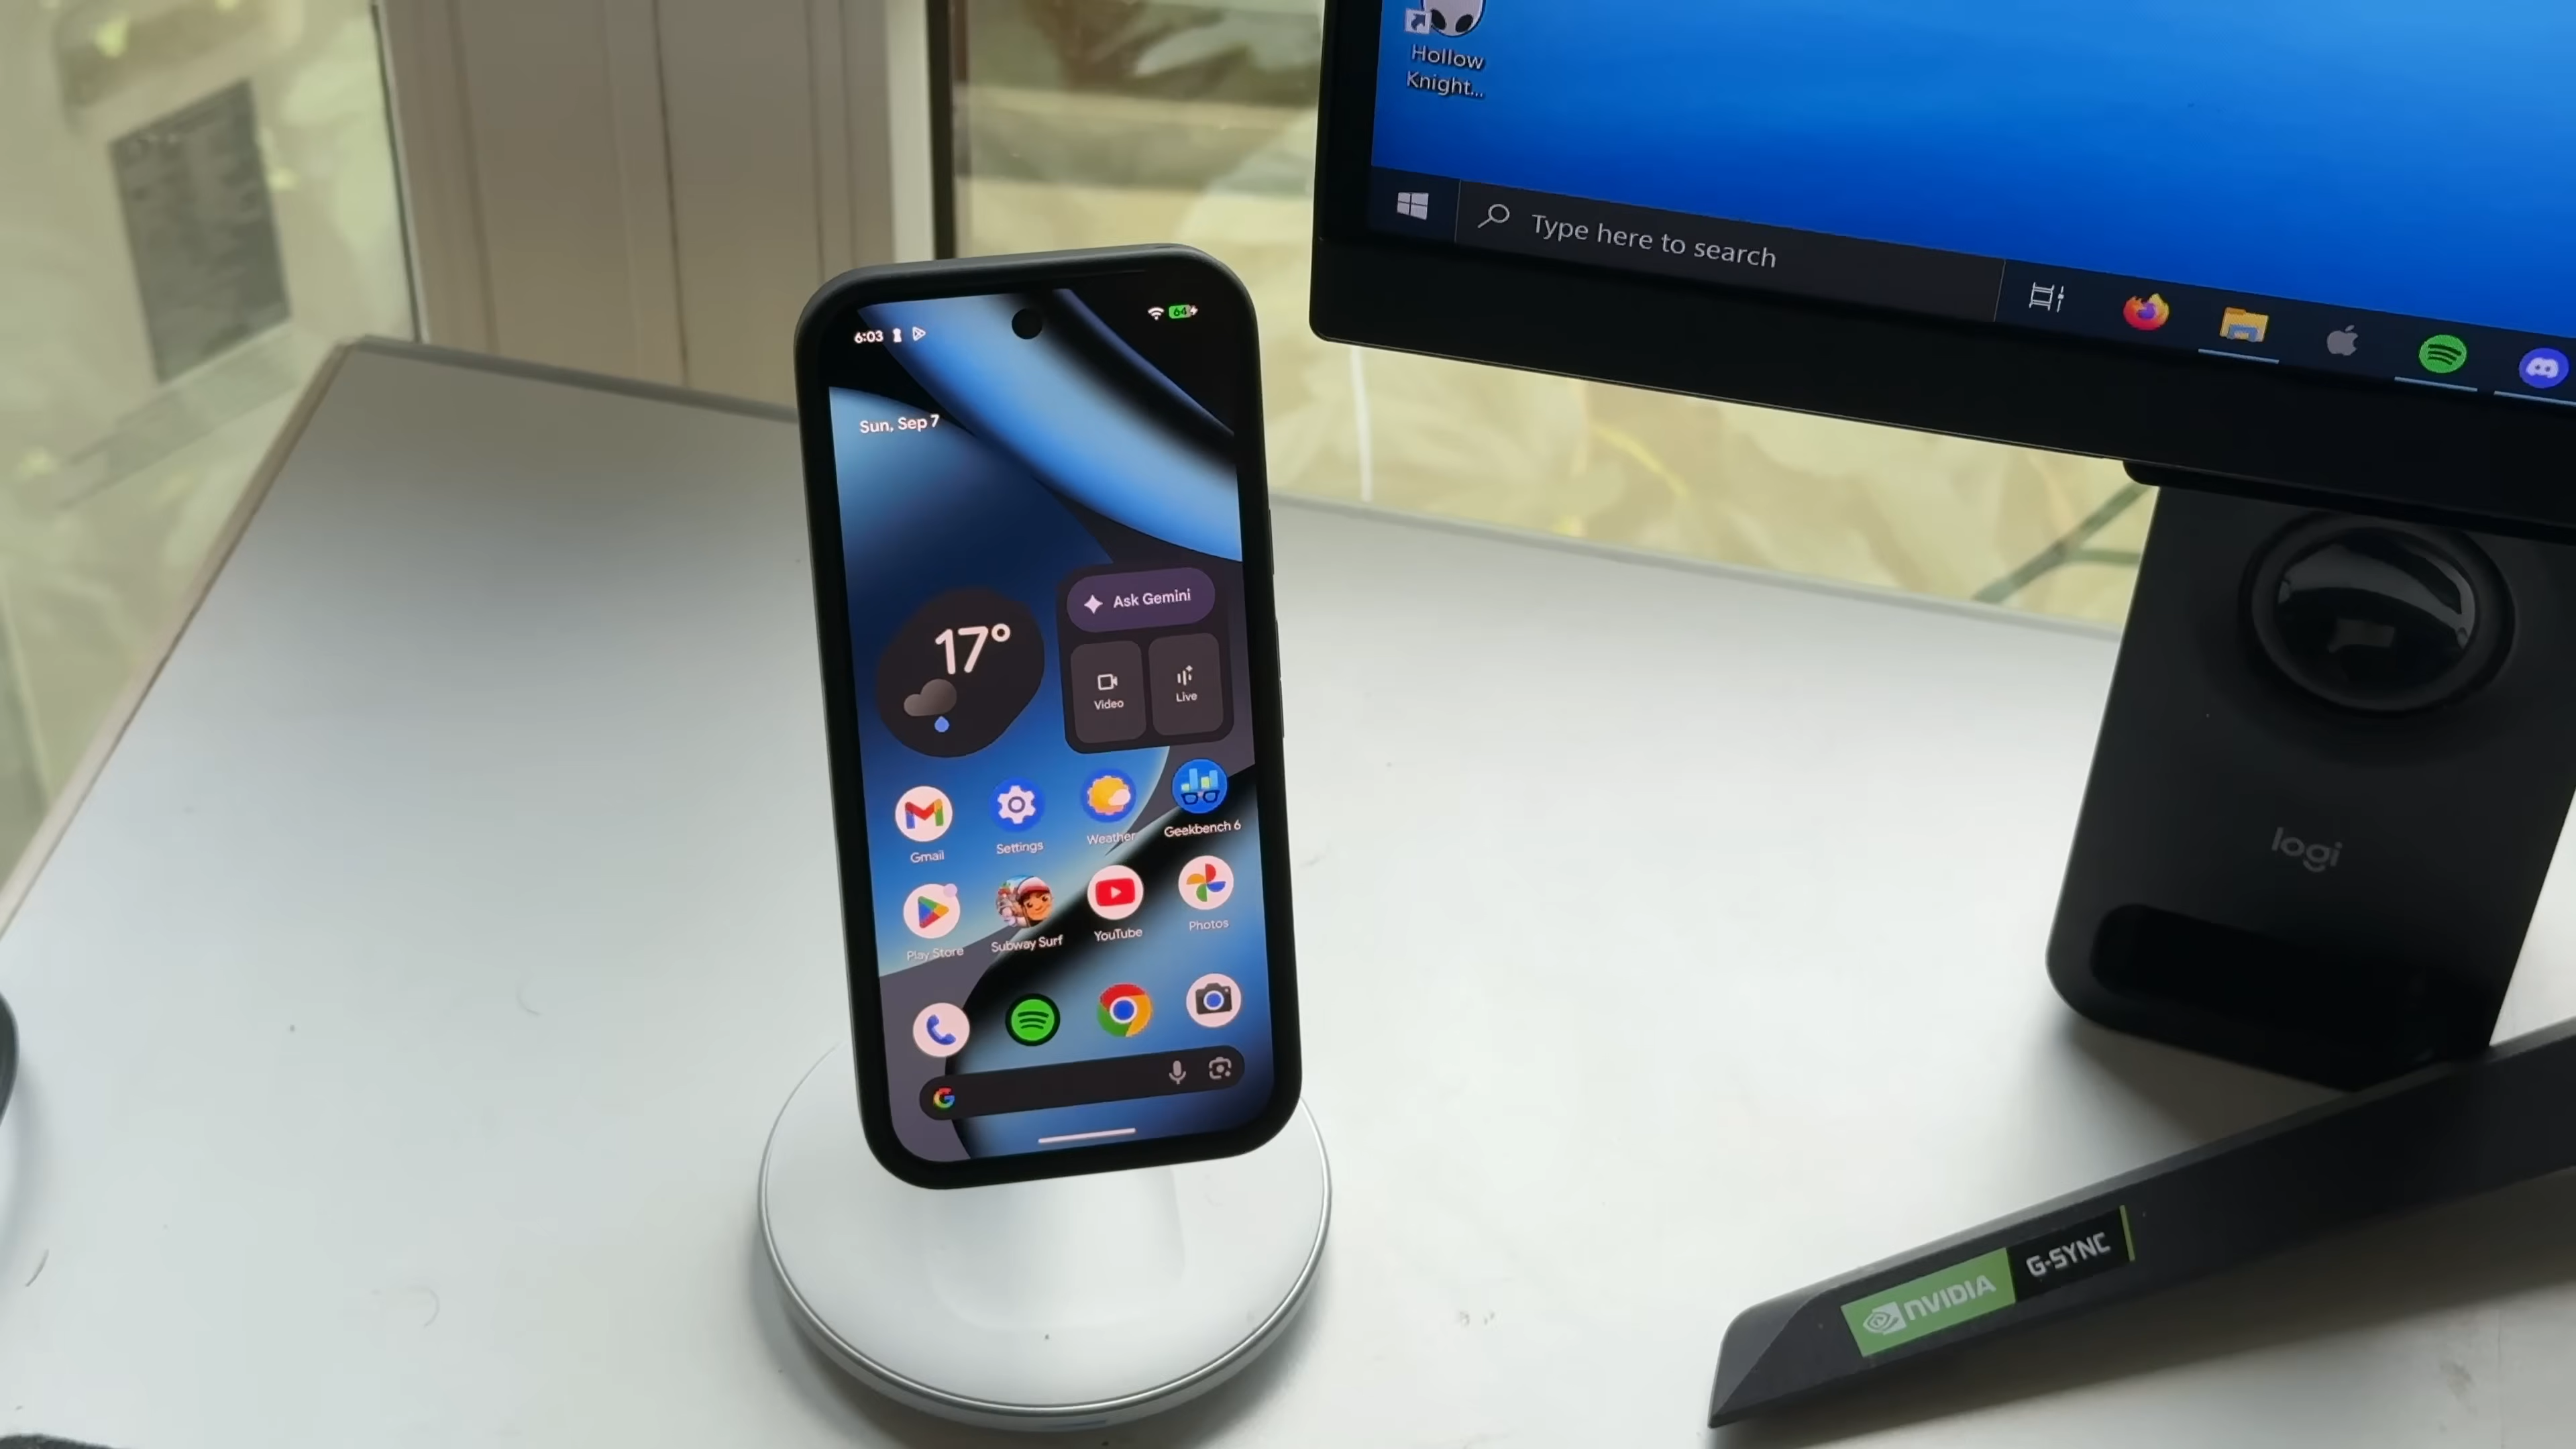 Hollow
Knight...
Type here to search
6:03
64
Sun, Sep 7
17°
Ask Gemini
Video
Live
Gmail
Settings
Weather
Geekbench 6
Play Store
Subway Surf
YouTube
Photos
logi
NVIDIA G-SYNC